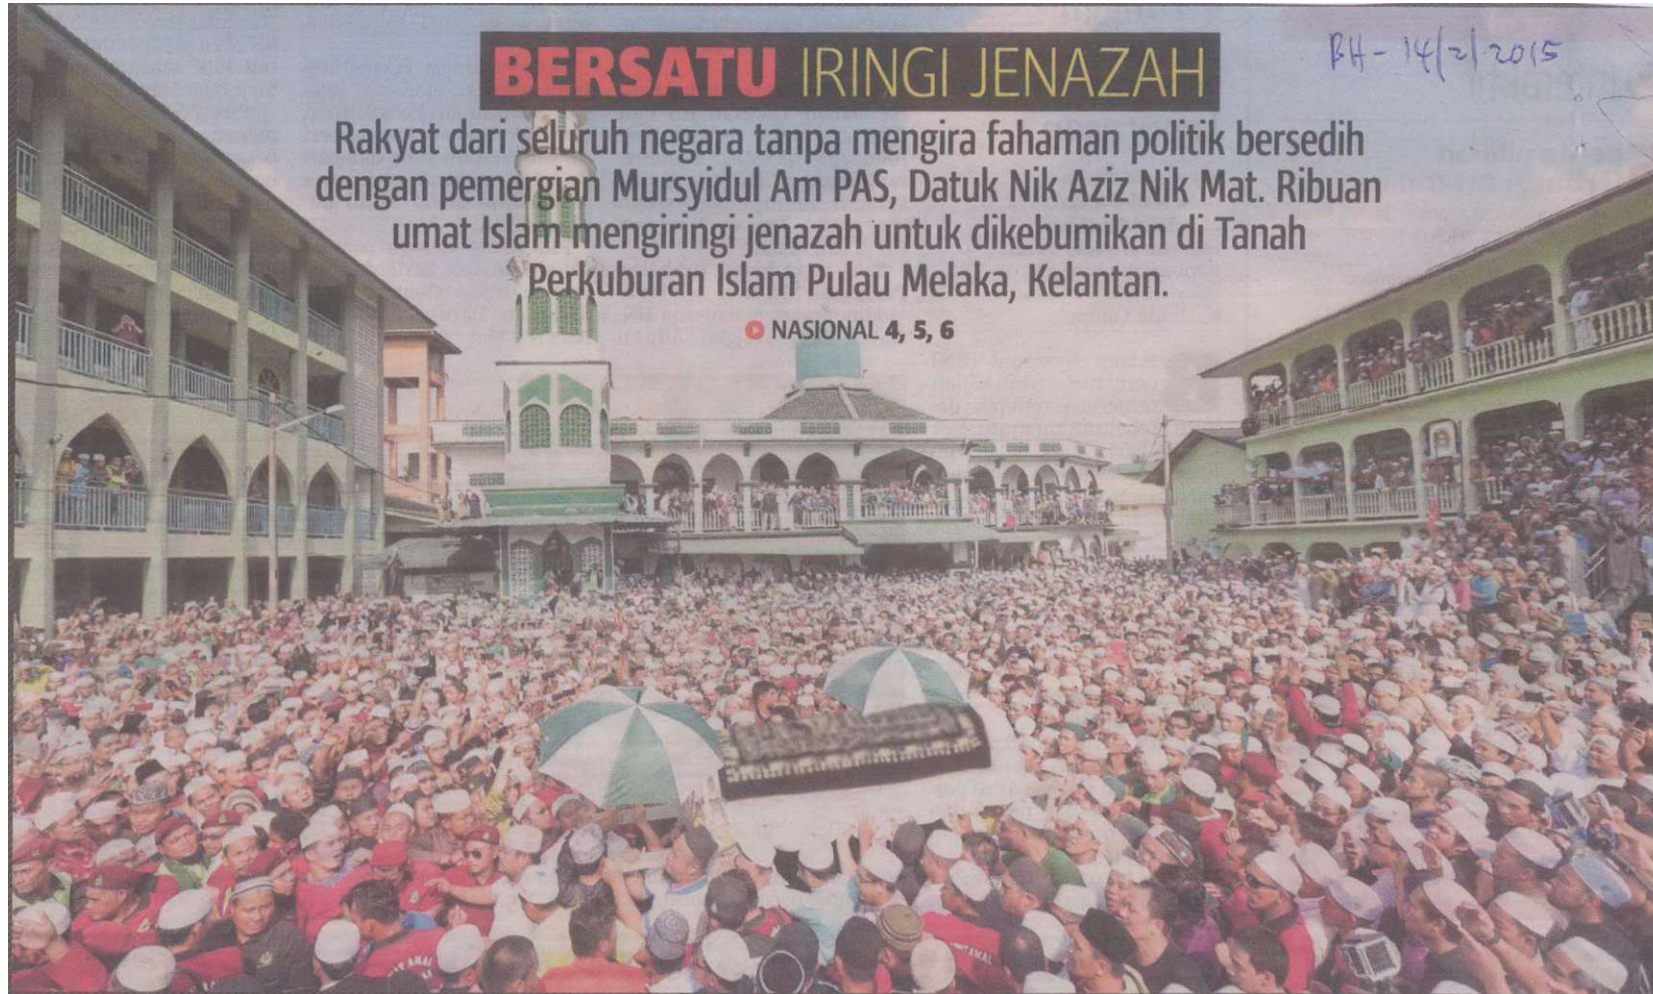 BERSATU IRINGI JENAZAH
BH - 14/2/2015
Rakyat dari seluruh negara tanpa mengira fahaman politik bersedih
dengan pemergian Mursyidul Am PAS, Datuk Nik Aziz Nik Mat. Ribuan
umat Islam mengiringi jenazah untuk dikebumikan di Tanah
Perkuburan Islam Pulau Melaka, Kelantan.
NASIONAL 4, 5, 6